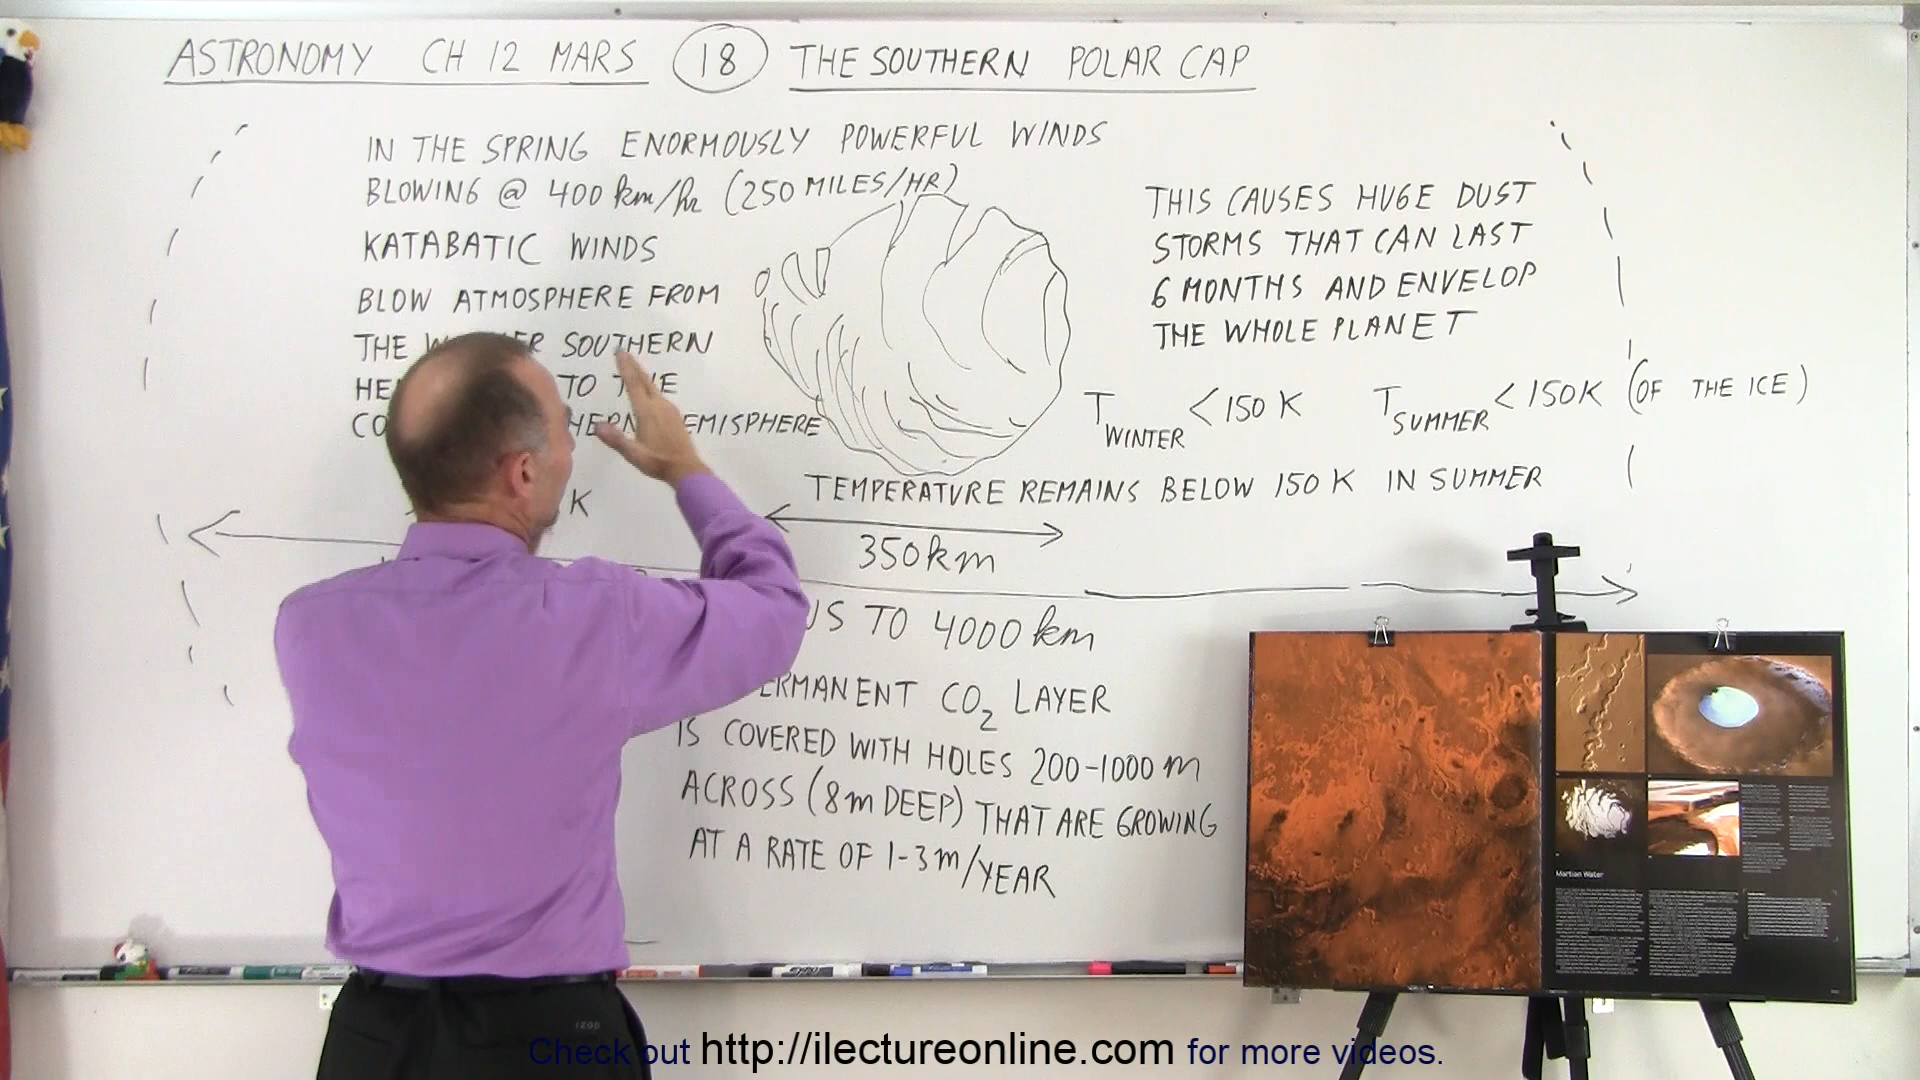 ASTRONOMY CH 12 MARS 18 THE SOUTHERN POLAR CAP
IN THE SPRING ENORMOUSLY POWERFUL WINDS
BLOWING @ 400 km/hr (250 MILES/HR)
KATABATIC WINDS
BLOW ATMOSPHERE FROM
THE SOUTHERN
TO THE
HEMISPHERE
K
THIS CAUSES HUGE DUST
STORMS THAT CAN LAST
6 MONTHS AND ENVELOP
THE WHOLE PLANET
T WINTER < 150 K T SUMMER < 150K (OF THE ICE)
TEMPERATURE REMAINS BELOW 150 K IN SUMMER
350 km
TO 4000 km
PERMANENT CO2 LAYER
IS COVERED WITH HOLES 200-1000 m
ACROSS (8m DEEP) THAT ARE GROWING
AT A RATE OF 1-3m/YEAR
Martian Water
IZOD
Check out http://ilectureonline.com for more videos.